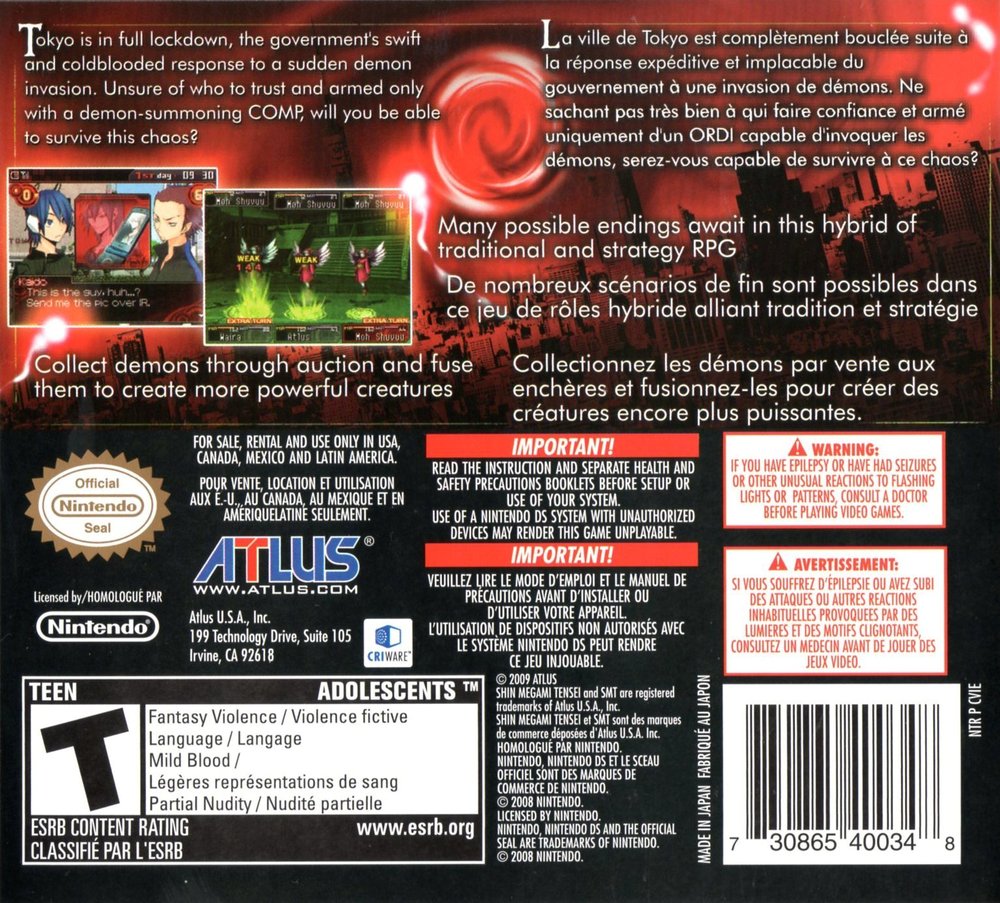 Tokyo is in full lockdown, the government's swift
and coldblooded response to a sudden demon
invasion. Unsure of who to trust and armed only
with a demon-summoning COMP, will you be able
to survive this chaos?
La ville de Tokyo est complètement bouclée suite à
la réponse expéditive et implacable du
gouvernement à une invasion de démons. Ne
sachant pas très bien à qui faire confiance et armé
uniquement d'un ORDI capable d'invoquer les
démons, serez-vous capable de survivre à ce chaos?
1ST day 09 30
Kaido
This is the guy, huh...?
Send me the pic over IR.
Moh Shuvuu Moh Shuvuu Moh Shuvuu
WEAK
144
WEAK
EXTRA TURN EXTRA TURN
Naira Atlus Moh Shuvuu
Many possible endings await in this hybrid of
traditional and strategy RPG
De nombreux scénarios de fin sont possibles dans
ce jeu de rôles hybride alliant tradition et stratégie
Collect demons through auction and fuse
them to create more powerful creatures
Collectionnez les démons par vente aux
enchères et fusionnez-les pour créer des
créatures encore plus puissantes.
Official
Nintendo
Seal
™
Licensed by/HOMOLOGUÉ PAR
Nintendo®
FOR SALE, RENTAL AND USE ONLY IN USA,
CANADA, MEXICO AND LATIN AMERICA.
POUR VENTE, LOCATION ET UTILISATION
AUX É.-U., AU CANADA, AU MEXIQUE ET EN
AMÉRIQUELATINE SEULEMENT.
ATLUS®
WWW.ATLUS.COM
Atlus U.S.A., Inc.
199 Technology Drive, Suite 105
Irvine, CA 92618
CRIWARE™
IMPORTANT!
READ THE INSTRUCTION AND SEPARATE HEALTH AND
SAFETY PRECAUTIONS BOOKLETS BEFORE SETUP OR
USE OF YOUR SYSTEM.
USE OF A NINTENDO DS SYSTEM WITH UNAUTHORIZED
DEVICES MAY RENDER THIS GAME UNPLAYABLE.
IMPORTANT!
VEUILLEZ LIRE LE MODE D'EMPLOI ET LE MANUEL DE
PRÉCAUTIONS AVANT D'INSTALLER OU
D'UTILISER VOTRE APPAREIL.
L'UTILISATION DE DISPOSITIFS NON AUTORISÉS AVEC
LE SYSTÈME NINTENDO DS PEUT RENDRE
CE JEU INJOUABLE.
WARNING:
IF YOU HAVE EPILEPSY OR HAVE HAD SEIZURES
OR OTHER UNUSUAL REACTIONS TO FLASHING
LIGHTS OR PATTERNS, CONSULT A DOCTOR
BEFORE PLAYING VIDEO GAMES.
AVERTISSEMENT:
SI VOUS SOUFFREZ D'ÉPILEPSIE OU AVEZ SUBI
DES ATTAQUES OU AUTRES RÉACTIONS
INHABITUELLES PROVOQUEES PAR DES
LUMIERES ET DES MOTIFS CLIGNOTANTS,
CONSULTEZ UN MEDECIN AVANT DE JOUER DES
JEUX VIDEO.
TEEN ADOLESCENTS ™
T
Fantasy Violence / Violence fictive
Language / Langage
Mild Blood /
Légères représentations de sang
Partial Nudity / Nudité partielle
ESRB CONTENT RATING www.esrb.org
CLASSIFIÉ PAR L'ESRB
© 2009 ATLUS
SHIN MEGAMI TENSEI and SMT are registered
trademarks of Atlus U.S.A., Inc.
SHIN MEGAMI TENSEI et SMT sont des marques
de commerce déposées d'Atlus U.S.A. Inc.
HOMOLOGUÉ PAR NINTENDO.
NINTENDO, NINTENDO DS ET LE SCEAU
OFFICIEL SONT DES MARQUES DE
COMMERCE DE NINTENDO.
© 2008 NINTENDO.
LICENSED BY NINTENDO.
NINTENDO, NINTENDO DS AND THE OFFICIAL
SEAL ARE TRADEMARKS OF NINTENDO.
© 2008 NINTENDO.
MADE IN JAPAN FABRIQUÉ AU JAPON
NTR P CVIE
7 30865 40034 8